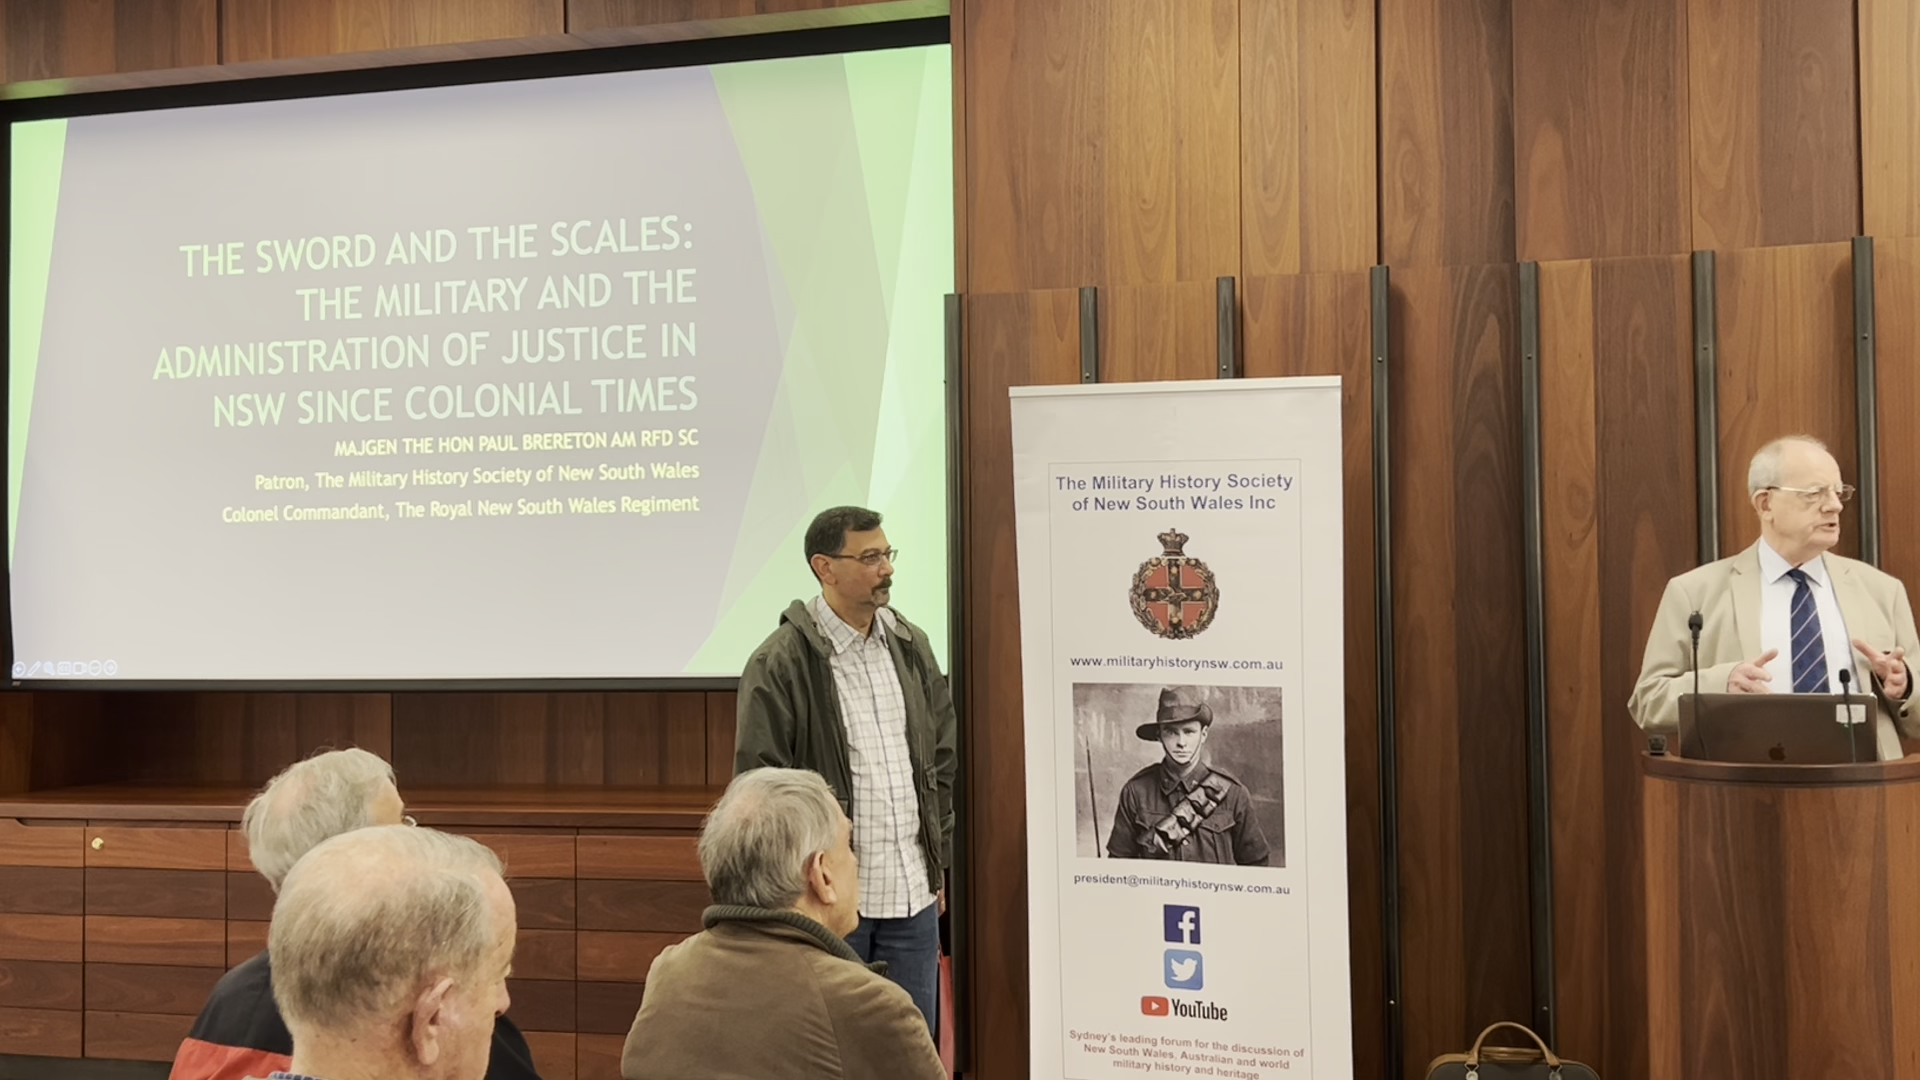 THE SWORD AND THE SCALES:
THE MILITARY AND THE
ADMINISTRATION OF JUSTICE IN
NSW SINCE COLONIAL TIMES
MAJGEN THE HON PAUL BRERETON AM RFD SC
Patron, The Military History Society of New South Wales
Colonel Commandant, The Royal New South Wales Regiment
The Military History Society
of New South Wales Inc
www.militaryhistorynsw.com.au
president@militaryhistorynsw.com.au
YouTube
Sydney's leading forum for the discussion of
New South Wales, Australian and world
military history and heritage